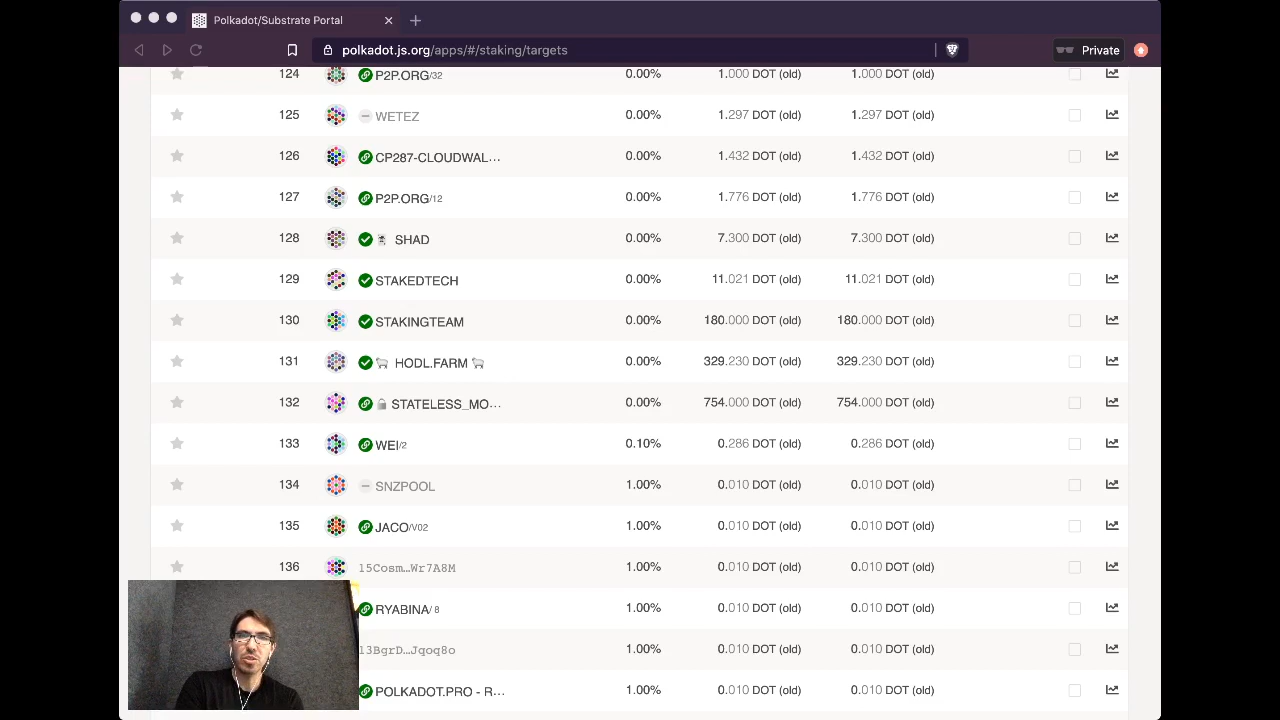 Polkadot/Substrate Portal
polkadot.js.org/apps/#/staking/targets
Private
124 P2P.ORG/32 0.00% 1.000 DOT (old) 1.000 DOT (old)
125 WETEZ 0.00% 1.297 DOT (old) 1.297 DOT (old)
126 CP287-CLOUDWAL... 0.00% 1.432 DOT (old) 1.432 DOT (old)
127 P2P.ORG/12 0.00% 1.776 DOT (old) 1.776 DOT (old)
128 SHAD 0.00% 7.300 DOT (old) 7.300 DOT (old)
129 STAKEDTECH 0.00% 11.021 DOT (old) 11.021 DOT (old)
130 STAKINGTEAM 0.00% 180.000 DOT (old) 180.000 DOT (old)
131 HODL.FARM 0.00% 329.230 DOT (old) 329.230 DOT (old)
132 STATELESS_MO... 0.00% 754.000 DOT (old) 754.000 DOT (old)
133 WEI/2 0.10% 0.286 DOT (old) 0.286 DOT (old)
134 SNZPOOL 1.00% 0.010 DOT (old) 0.010 DOT (old)
135 JACO/V02 1.00% 0.010 DOT (old) 0.010 DOT (old)
136 15Cosm…Wr7A8M 1.00% 0.010 DOT (old) 0.010 DOT (old)
RYABINA/ 8 1.00% 0.010 DOT (old) 0.010 DOT (old)
13BgrD…Jqoq8o 1.00% 0.010 DOT (old) 0.010 DOT (old)
POLKADOT.PRO - R... 1.00% 0.010 DOT (old) 0.010 DOT (old)